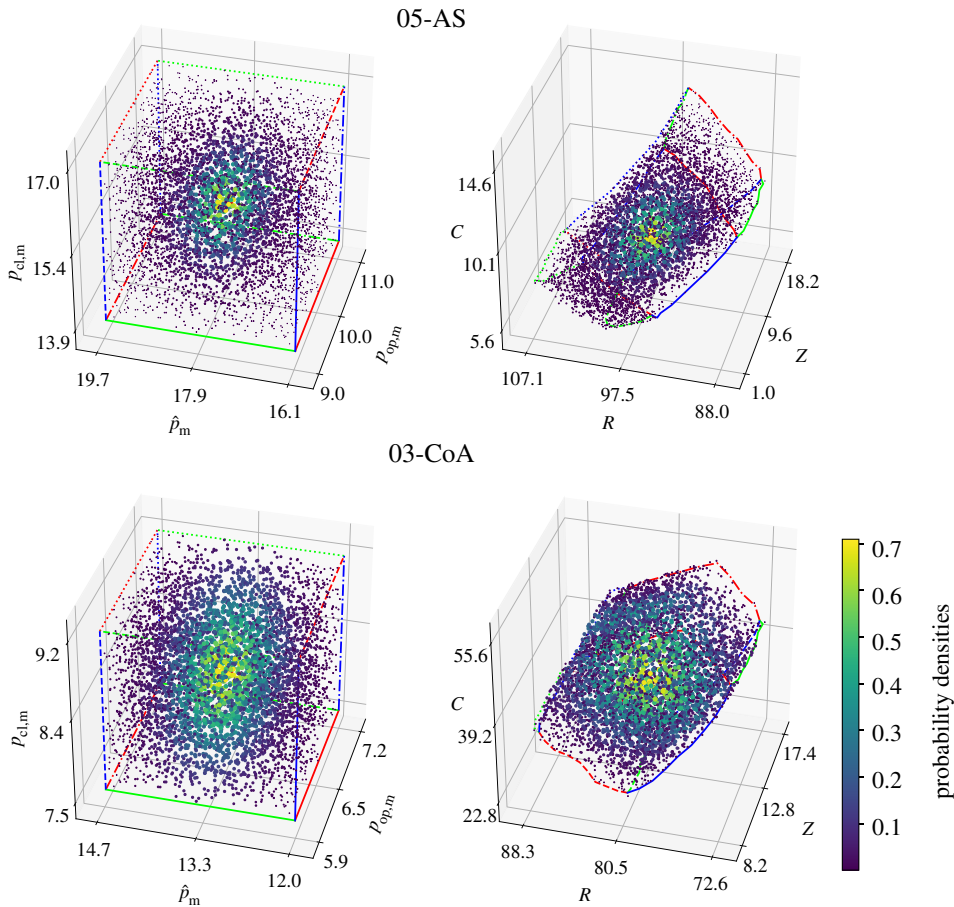 05-AS
17.0
15.4
13.9
p_cl,m
19.7
17.9
16.1
p̂_m
11.0
10.0
9.0
p_op,m
14.6
10.1
5.6
C
107.1
97.5
88.0
R
18.2
9.6
1.0
Z
03-CoA
9.2
8.4
7.5
p_cl,m
14.7
13.3
12.0
p̂_m
7.2
6.5
5.9
p_op,m
55.6
39.2
22.8
C
88.3
80.5
72.6
R
17.4
12.8
8.2
Z
0.7
0.6
0.5
0.4
0.3
0.2
0.1
probability densities